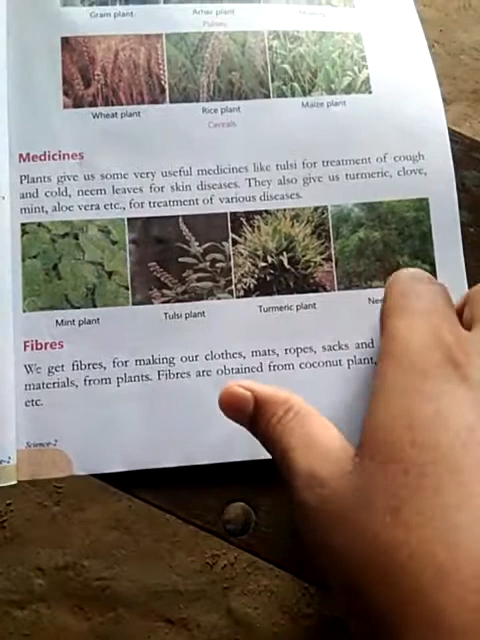 Gram plant Arhar plant
Pulses
Wheat plant Rice plant Maize plant
Cereals
Medicines
Plants give us some very useful medicines like tulsi for treatment of cough
and cold, neem leaves for skin diseases. They also give us turmeric, clove,
mint, aloe vera etc., for treatment of various diseases.
Mint plant Tulsi plant Turmeric plant
Fibres
We get fibres, for making our clothes, mats, ropes, sacks and
materials, from plants. Fibres are obtained from coconut plant,
etc.
Science-2